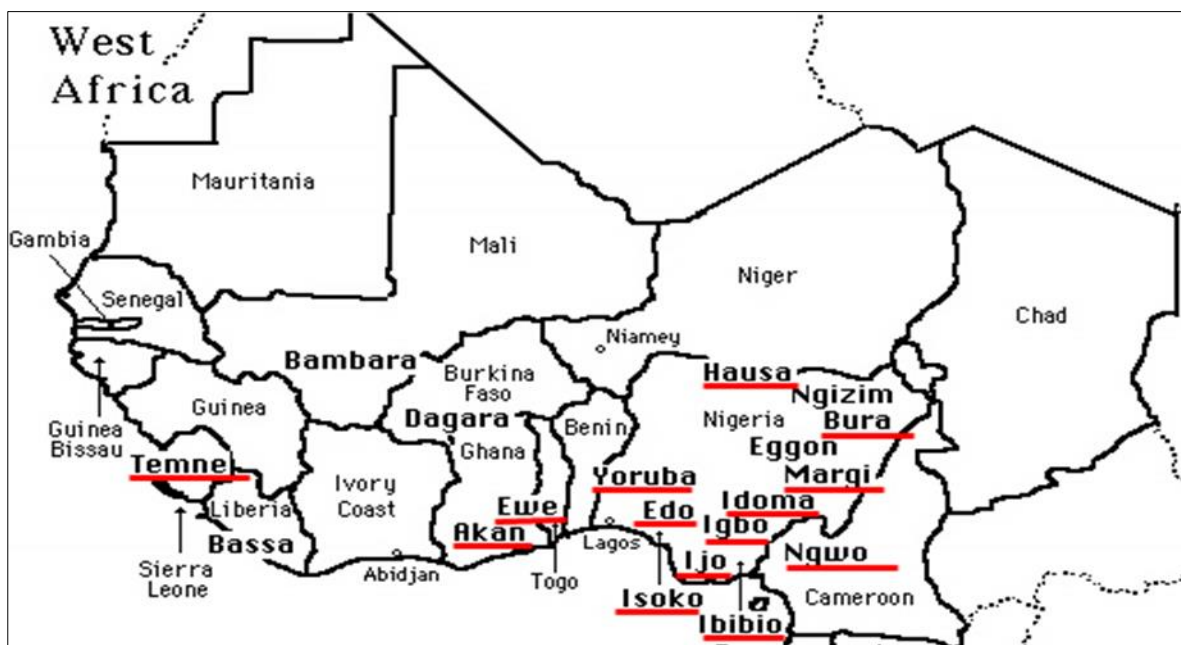 West
Africa
Mauritania
Gambia
Mali
Niger
Senegal
Chad
Niamey
Bambara
Burkina
Faso
Hausa
Ngizim
Guinea
Dagara
Benin
Nigeria
Bura
Guinea
Bissau
Ghana
Eggon
Temne
Yoruba
Margi
Ivory
Coast
Liberia
Ewe
Edo
Idoma
Igbo
Akan
Bassa
Lagos
Ijo
Ngwo
Sierra
Leone
Abidjan
Togo
Isoko
Cameroon
Ibibio